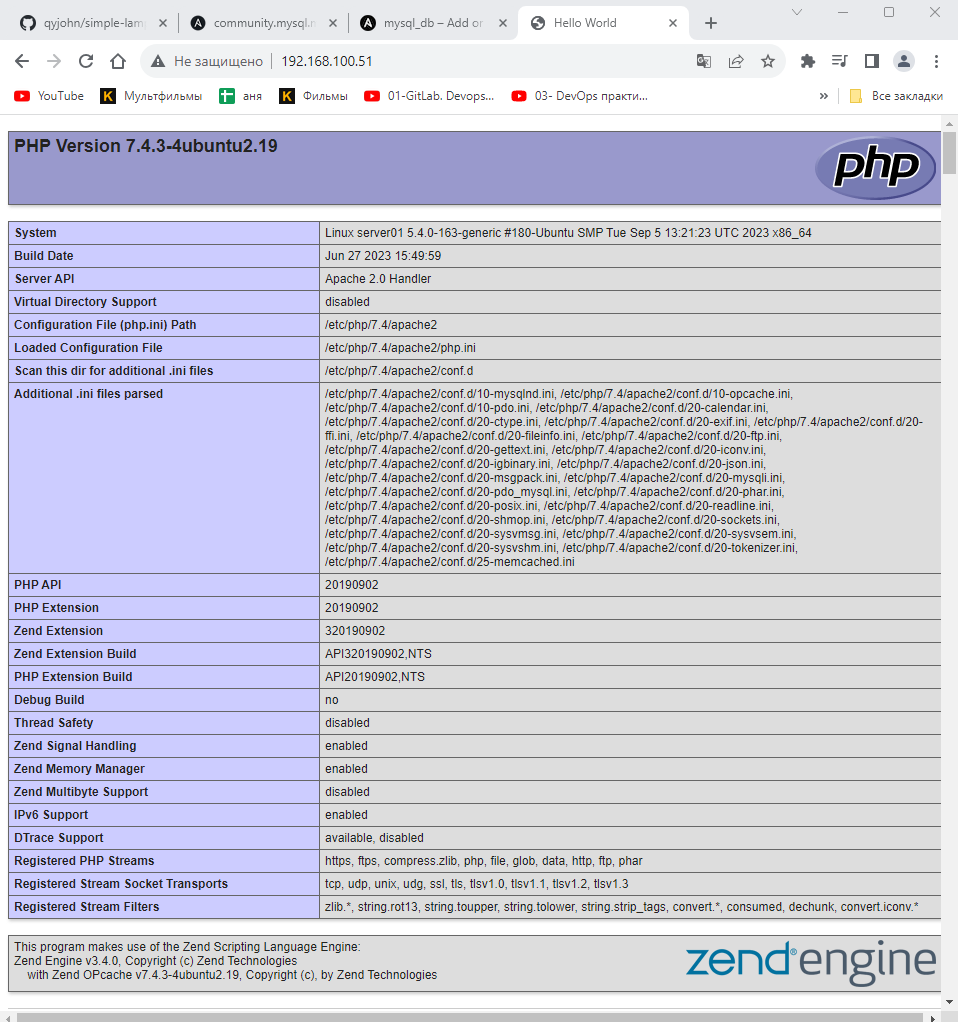 qyjohn/simple-lam
community.mysql.m
mysql_db – Add or
Hello World
Не защищено
192.168.100.51
YouTube
Мультфильмы
аня
Фильмы
01-GitLab. Devops...
03- DevOps практи...
»
Все закладки
PHP Version 7.4.3-4ubuntu2.19
php
System Linux server01 5.4.0-163-generic #180-Ubuntu SMP Tue Sep 5 13:21:23 UTC 2023 x86_64
Build Date Jun 27 2023 15:49:59
Server API Apache 2.0 Handler
Virtual Directory Support disabled
Configuration File (php.ini) Path /etc/php/7.4/apache2
Loaded Configuration File /etc/php/7.4/apache2/php.ini
Scan this dir for additional .ini files /etc/php/7.4/apache2/conf.d
Additional .ini files parsed /etc/php/7.4/apache2/conf.d/10-mysqlnd.ini, /etc/php/7.4/apache2/conf.d/10-opcache.ini,
/etc/php/7.4/apache2/conf.d/10-pdo.ini, /etc/php/7.4/apache2/conf.d/20-calendar.ini,
/etc/php/7.4/apache2/conf.d/20-ctype.ini, /etc/php/7.4/apache2/conf.d/20-exif.ini, /etc/php/7.4/apache2/conf.d/20-
ffi.ini, /etc/php/7.4/apache2/conf.d/20-fileinfo.ini, /etc/php/7.4/apache2/conf.d/20-ftp.ini,
/etc/php/7.4/apache2/conf.d/20-gettext.ini, /etc/php/7.4/apache2/conf.d/20-iconv.ini,
/etc/php/7.4/apache2/conf.d/20-igbinary.ini, /etc/php/7.4/apache2/conf.d/20-json.ini,
/etc/php/7.4/apache2/conf.d/20-msgpack.ini, /etc/php/7.4/apache2/conf.d/20-mysqli.ini,
/etc/php/7.4/apache2/conf.d/20-pdo_mysql.ini, /etc/php/7.4/apache2/conf.d/20-phar.ini,
/etc/php/7.4/apache2/conf.d/20-posix.ini, /etc/php/7.4/apache2/conf.d/20-readline.ini,
/etc/php/7.4/apache2/conf.d/20-shmop.ini, /etc/php/7.4/apache2/conf.d/20-sockets.ini,
/etc/php/7.4/apache2/conf.d/20-sysvmsg.ini, /etc/php/7.4/apache2/conf.d/20-sysvsem.ini,
/etc/php/7.4/apache2/conf.d/20-sysvshm.ini, /etc/php/7.4/apache2/conf.d/20-tokenizer.ini,
/etc/php/7.4/apache2/conf.d/25-memcached.ini
PHP API 20190902
PHP Extension 20190902
Zend Extension 320190902
Zend Extension Build API320190902,NTS
PHP Extension Build API20190902,NTS
Debug Build no
Thread Safety disabled
Zend Signal Handling enabled
Zend Memory Manager enabled
Zend Multibyte Support disabled
IPv6 Support enabled
DTrace Support available, disabled
Registered PHP Streams https, ftps, compress.zlib, php, file, glob, data, http, ftp, phar
Registered Stream Socket Transports tcp, udp, unix, udg, ssl, tls, tlsv1.0, tlsv1.1, tlsv1.2, tlsv1.3
Registered Stream Filters zlib.*, string.rot13, string.toupper, string.tolower, string.strip_tags, convert.*, consumed, dechunk, convert.iconv.*
This program makes use of the Zend Scripting Language Engine:
Zend Engine v3.4.0, Copyright (c) Zend Technologies
with Zend OPcache v7.4.3-4ubuntu2.19, Copyright (c), by Zend Technologies
zend®engine